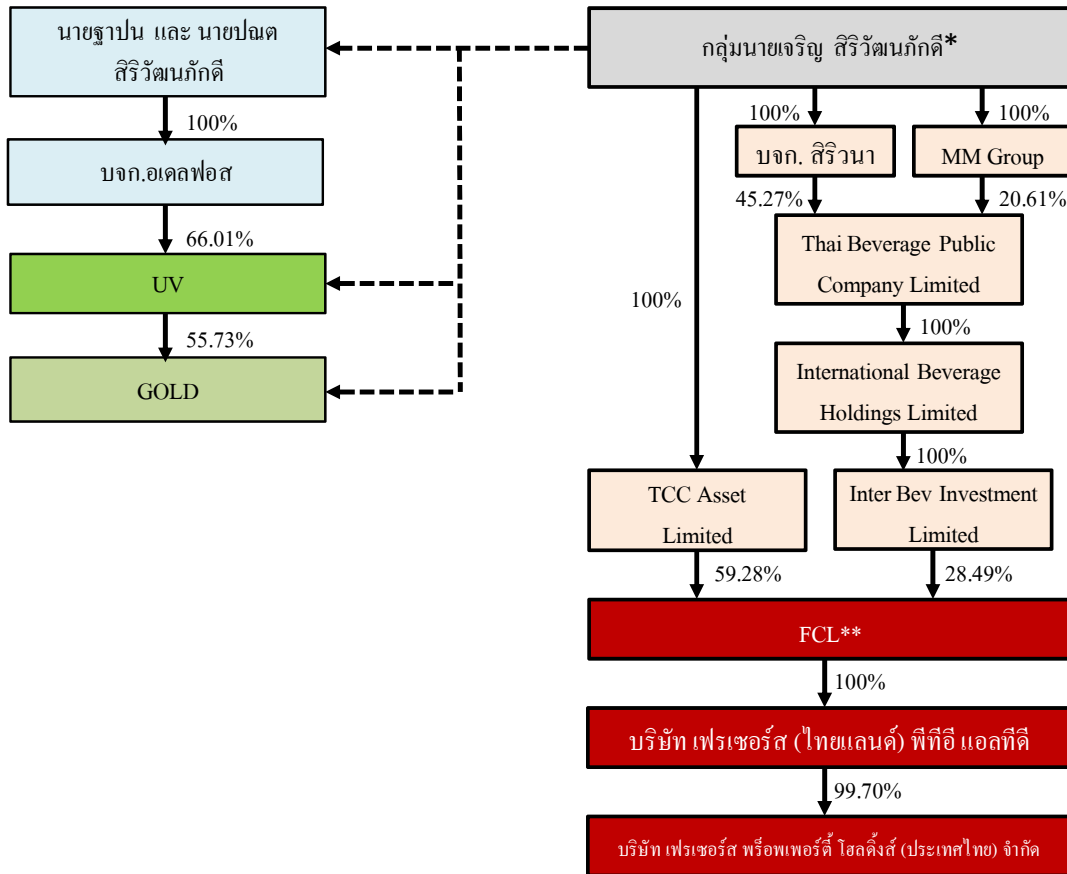 นายฐาปน และ นายปณต
สิริวัฒนภักดี
กลุ่มนายเจริญ สิริวัฒนภักดี*
100%
บจก.อเดลฟอส
66.01%
UV
55.73%
GOLD
100%
100%
บจก. สิริวนา
MM Group
45.27%
20.61%
Thai Beverage Public
Company Limited
100%
100%
International Beverage
Holdings Limited
100%
TCC Asset
Limited
Inter Bev Investment
Limited
59.28%
28.49%
FCL**
100%
บริษัท เฟรเซอร์ส (ไทยแลนด์) พีทีอี แอลทีดี
99.70%
บริษัท เฟรเซอร์ส พร็อพเพอร์ตี้ โฮลดิ้งส์ (ประเทศไทย) จำกัด